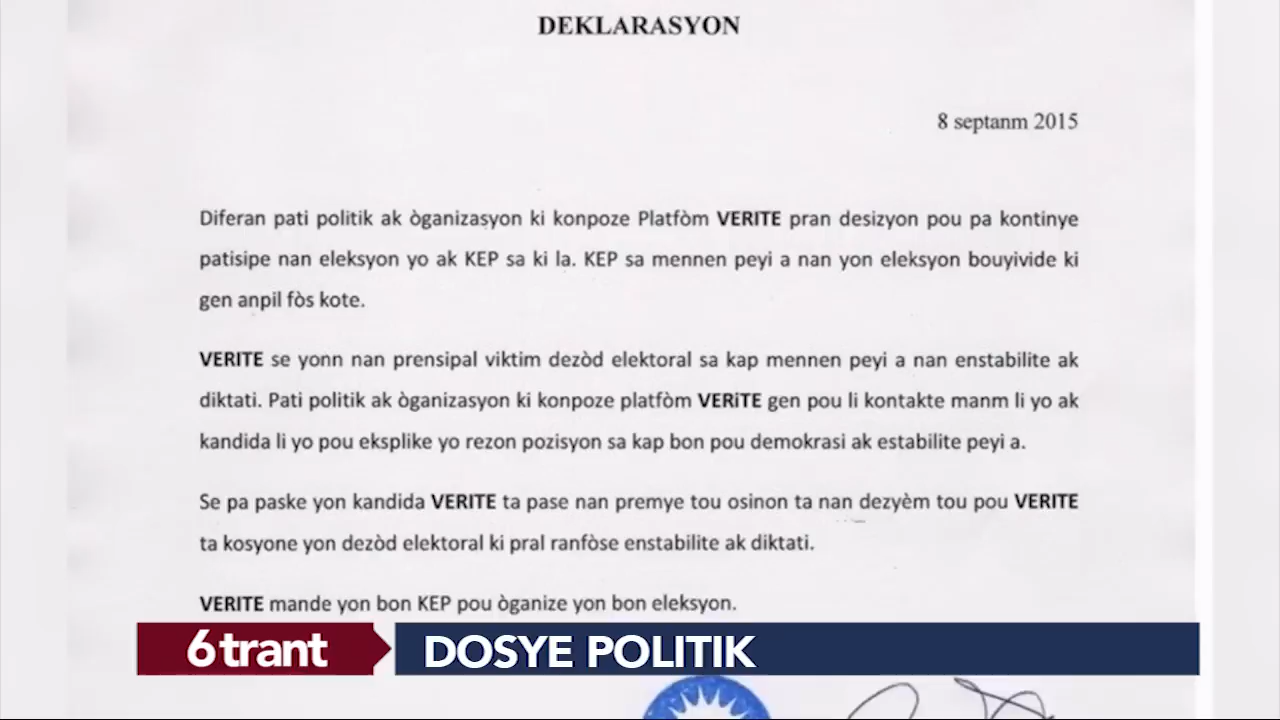 DEKLARASYON
8 septanm 2015
Diferan pati politik ak òganizasyon ki konpoze Platfòm VERITE pran desizyon pou pa kontinye
patisipe nan eleksyon yo ak KEP sa ki la. KEP sa mennen peyi a nan yon eleksyon bouyivide ki
gen anpil fòs kote.
VERITE se yonn nan prensipal viktim dezòd elektoral sa kap mennen peyi a nan enstabilite ak
diktati. Pati politik ak òganizasyon ki konpoze platfòm VERiTE gen pou li kontakte manm li yo ak
kandida li yo pou eksplike yo rezon pozisyon sa kap bon pou demokrasi ak estabilite peyi a.
Se pa paske yon kandida VERITE ta pase nan premye tou osinon ta nan dezyèm tou pou VERITE
ta kosyone yon dezòd elektoral ki pral ranfòse enstabilite ak diktati.
VERITE mande yon bon KEP pou òganize yon bon eleksyon.
6 trant
DOSYE POLITIK